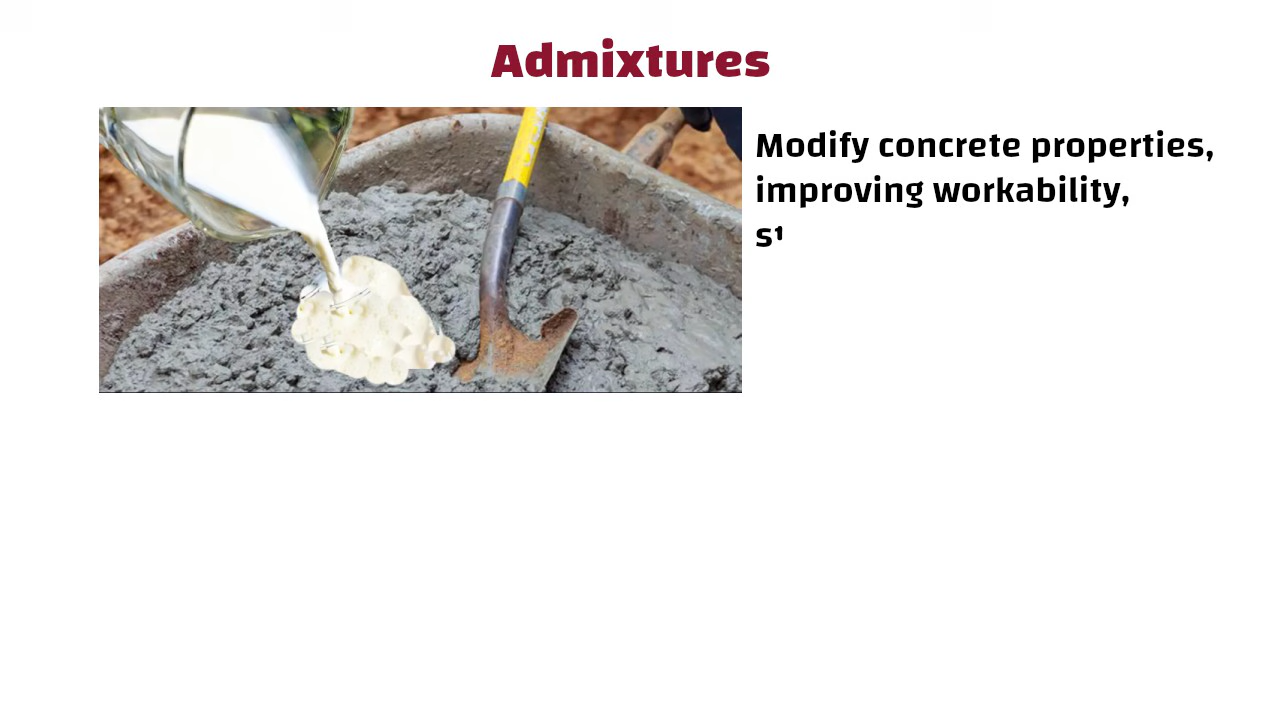 Admixtures
Modify concrete properties,
improving workability,